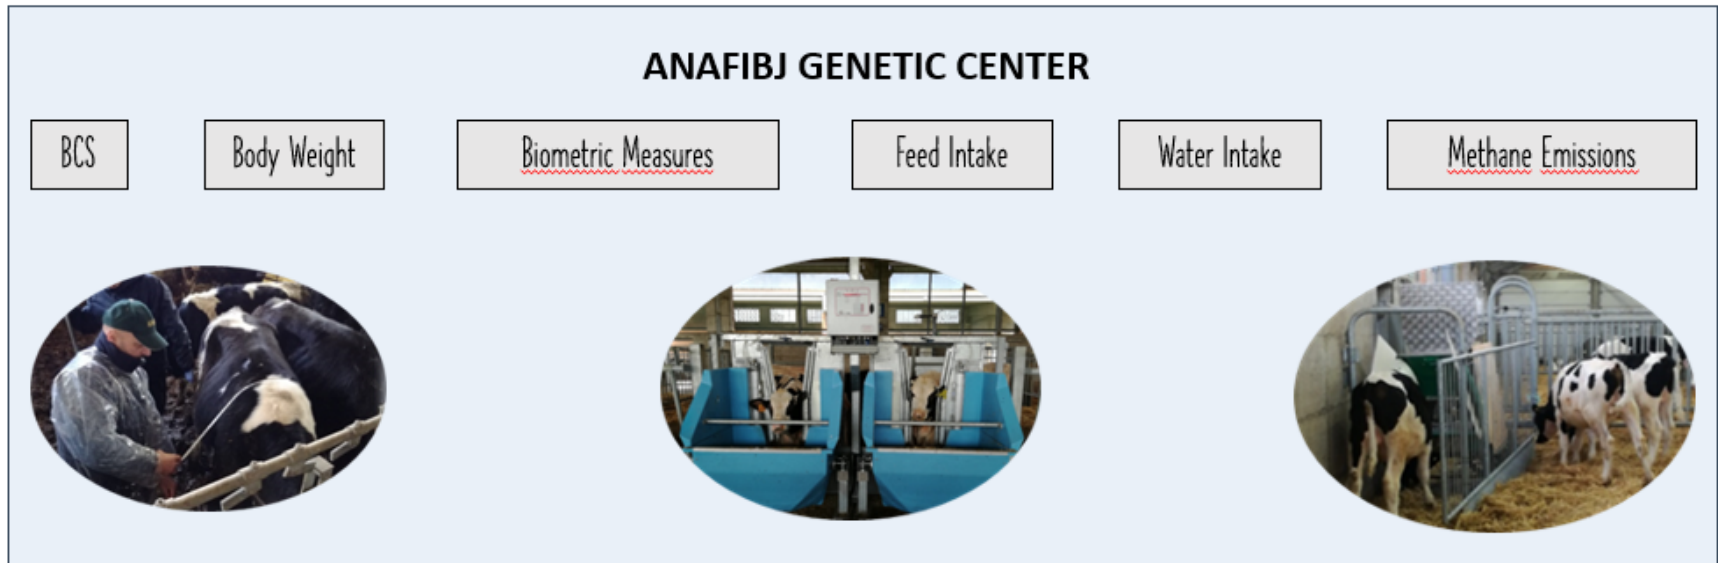 ANAFIBJ GENETIC CENTER
BCS
Body Weight
Biometric Measures
Feed Intake
Water Intake
Methane Emissions